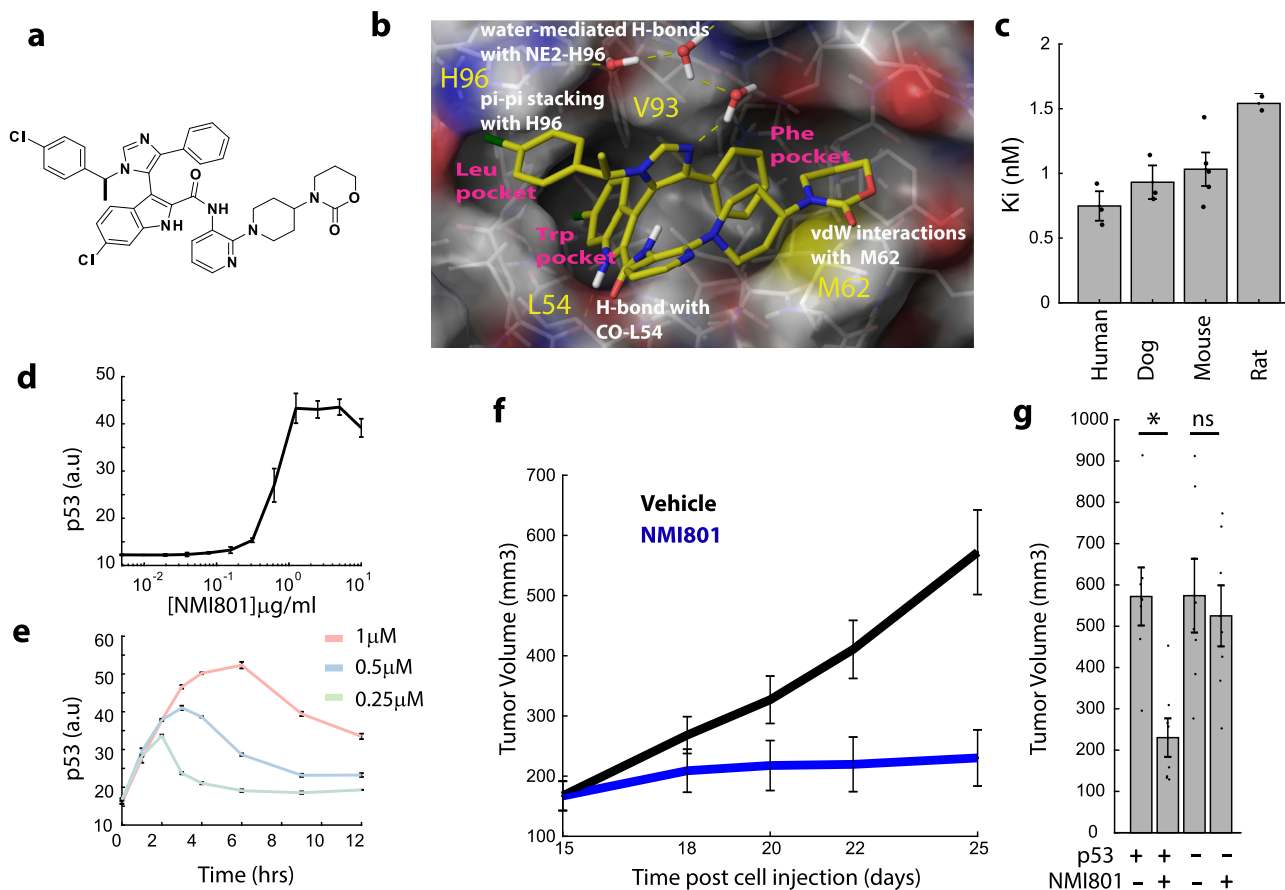 a
Cl
N
N
O
NH
NH
Cl
N
N
N
O
O
b
water-mediated H-bonds
with NE2-H96
H96
pi-pi stacking
with H96
V93
Phe
pocket
Leu
pocket
Trp
pocket
vdW interactions
with M62
M62
L54
H-bond with
CO-L54
c
Ki (nM)
2
1.5
1
0.5
0
Human
Dog
Mouse
Rat
d
p53 (a.u)
50
40
30
20
10
10⁻² 10⁻¹ 10⁰ 10¹
[NMI801]μg/ml
e
p53 (a.u)
60
50
40
30
20
10
1μM
0.5μM
0.25μM
0 2 4 6 8 10 12
Time (hrs)
f
Tumor Volume (mm3)
700
600
500
400
300
200
100
Vehicle
NMI801
15 18 20 22 25
Time post cell injection (days)
g
Tumor Volume (mm3)
1000
900
800
700
600
500
400
300
200
100
0
* ns
p53 + + - -
NMI801 + +